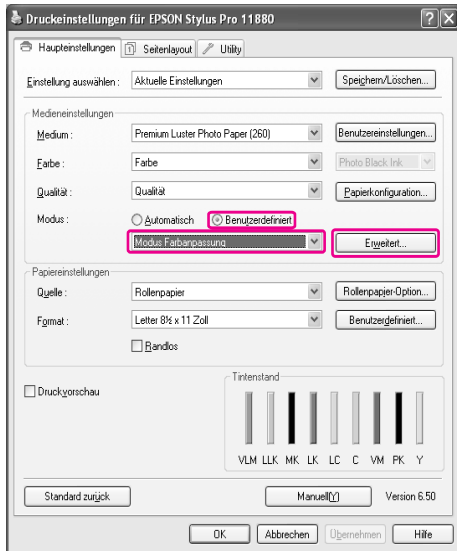 Druckeinstellungen für EPSON Stylus Pro 11880
Haupteinstellungen Seitenlayout Utility
Einstellung auswählen : Aktuelle Einstellungen Speichern/Löschen...
Medieneinstellungen
Medium : Premium Luster Photo Paper (260) Benutzereinstellungen...
Farbe : Farbe Photo Black Ink
Qualität : Qualität Papierkonfiguration...
Modus : Automatisch Benutzerdefiniert
Modus Farbanpassung Erweitert...
Papiereinstellungen
Quelle : Rollenpapier Rollenpapier-Option...
Format : Letter 8½ x 11 Zoll Benutzerdefiniert...
Randlos
Druckvorschau
Tintenstand
VLM LLK MK LK LC C VM PK Y
Standard zurück Manuell(Y) Version 6.50
OK Abbrechen Übernehmen Hilfe